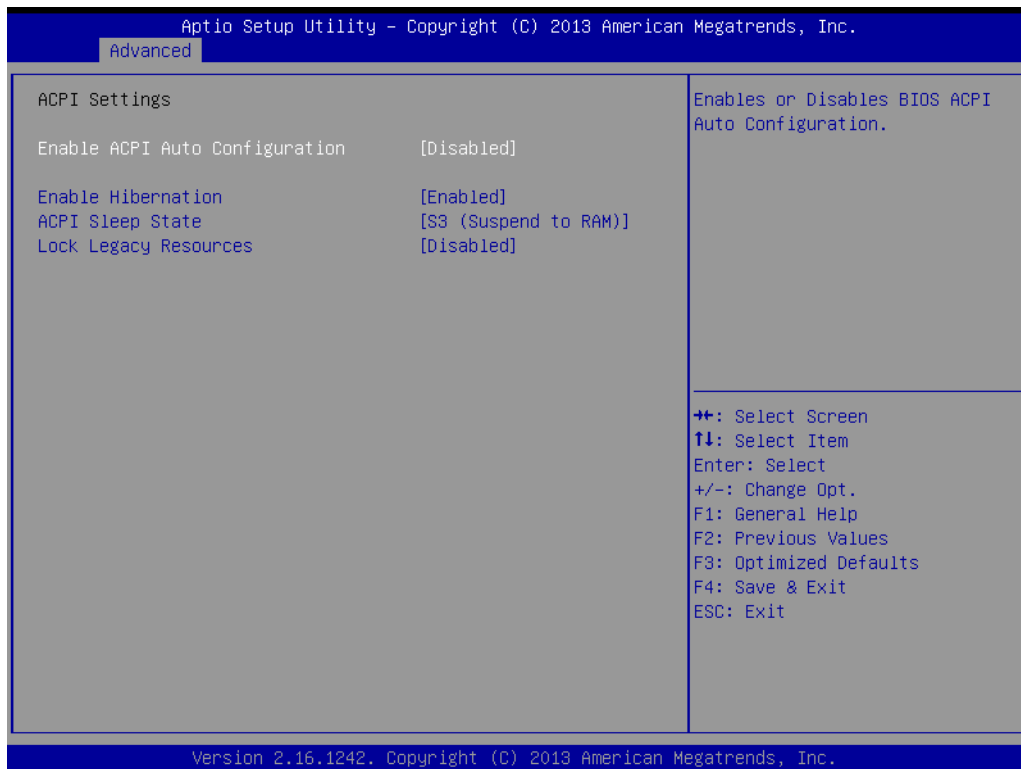 Aptio Setup Utility – Copyright (C) 2013 American Megatrends, Inc.
Advanced
ACPI Settings
Enable ACPI Auto Configuration [Disabled]
Enable Hibernation [Enabled]
ACPI Sleep State [S3 (Suspend to RAM)]
Lock Legacy Resources [Disabled]
Enables or Disables BIOS ACPI
Auto Configuration.
→←: Select Screen
↑↓: Select Item
Enter: Select
+/-: Change Opt.
F1: General Help
F2: Previous Values
F3: Optimized Defaults
F4: Save & Exit
ESC: Exit
Version 2.16.1242. Copyright (C) 2013 American Megatrends, Inc.